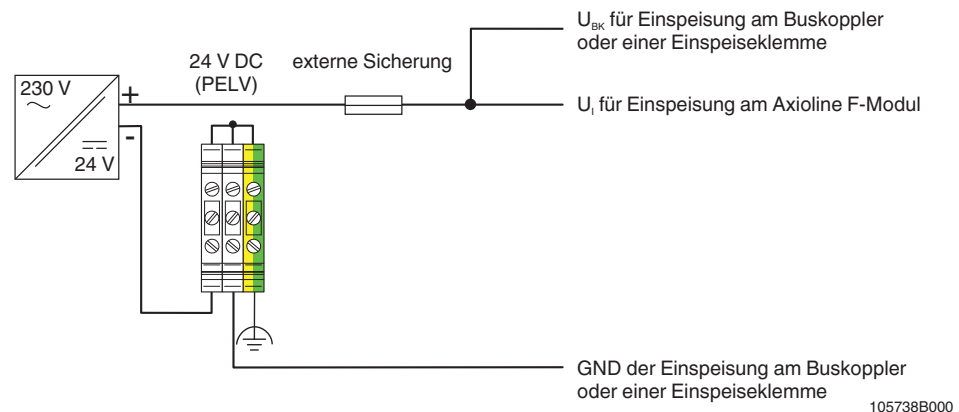 U_BK für Einspeisung am Buskoppler
oder einer Einspeiseklemme
24 V DC
(PELV)
externe Sicherung
230 V
+
U_I für Einspeisung am Axioline F-Modul
-
24 V
GND der Einspeisung am Buskoppler
oder einer Einspeiseklemme
105738B000